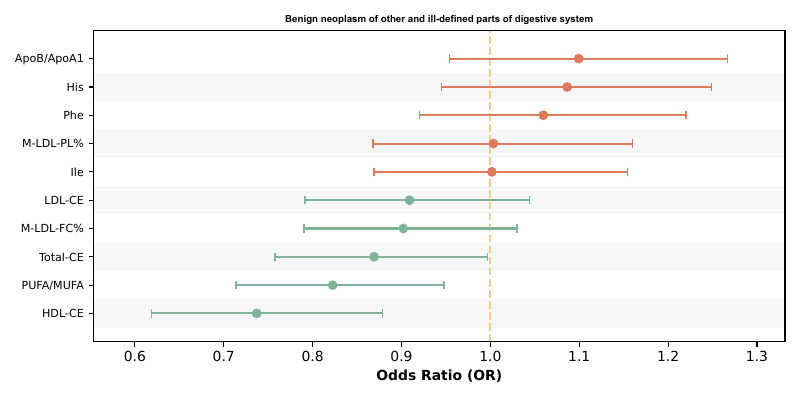 Benign neoplasm of other and ill-defined parts of digestive system
ApoB/ApoA1
His
Phe
M-LDL-PL%
Ile
LDL-CE
M-LDL-FC%
Total-CE
PUFA/MUFA
HDL-CE
0.6 0.7 0.8 0.9 1.0 1.1 1.2 1.3
Odds Ratio (OR)